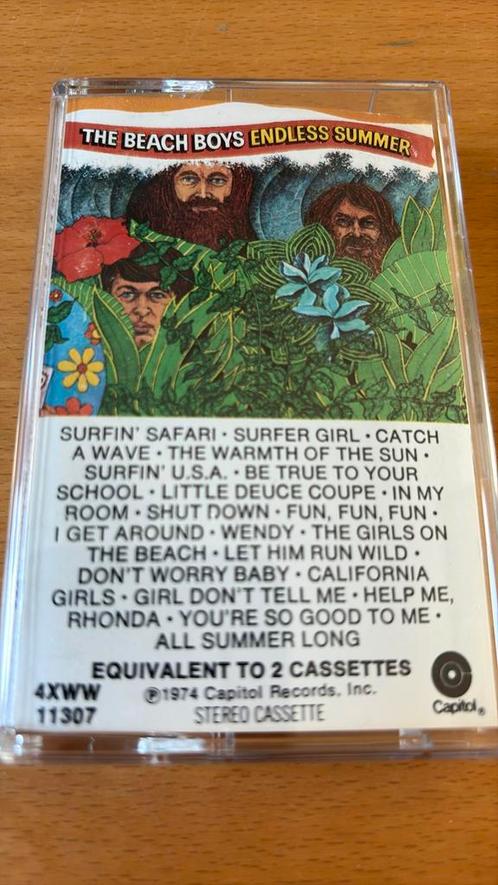 THE BEACH BOYS ENDLESS SUMMER
SURFIN' SAFARI • SURFER GIRL • CATCH
A WAVE • THE WARMTH OF THE SUN •
SURFIN' U.S.A. • BE TRUE TO YOUR
SCHOOL • LITTLE DEUCE COUPE • IN MY
ROOM • SHUT DOWN • FUN, FUN, FUN •
I GET AROUND • WENDY • THE GIRLS ON
THE BEACH • LET HIM RUN WILD •
DON'T WORRY BABY • CALIFORNIA
GIRLS • GIRL DON'T TELL ME • HELP ME,
RHONDA • YOU'RE SO GOOD TO ME •
ALL SUMMER LONG
EQUIVALENT TO 2 CASSETTES
4XWW ℗1974 Capitol Records, Inc.
11307 STEREO CASSETTE
Capitol®